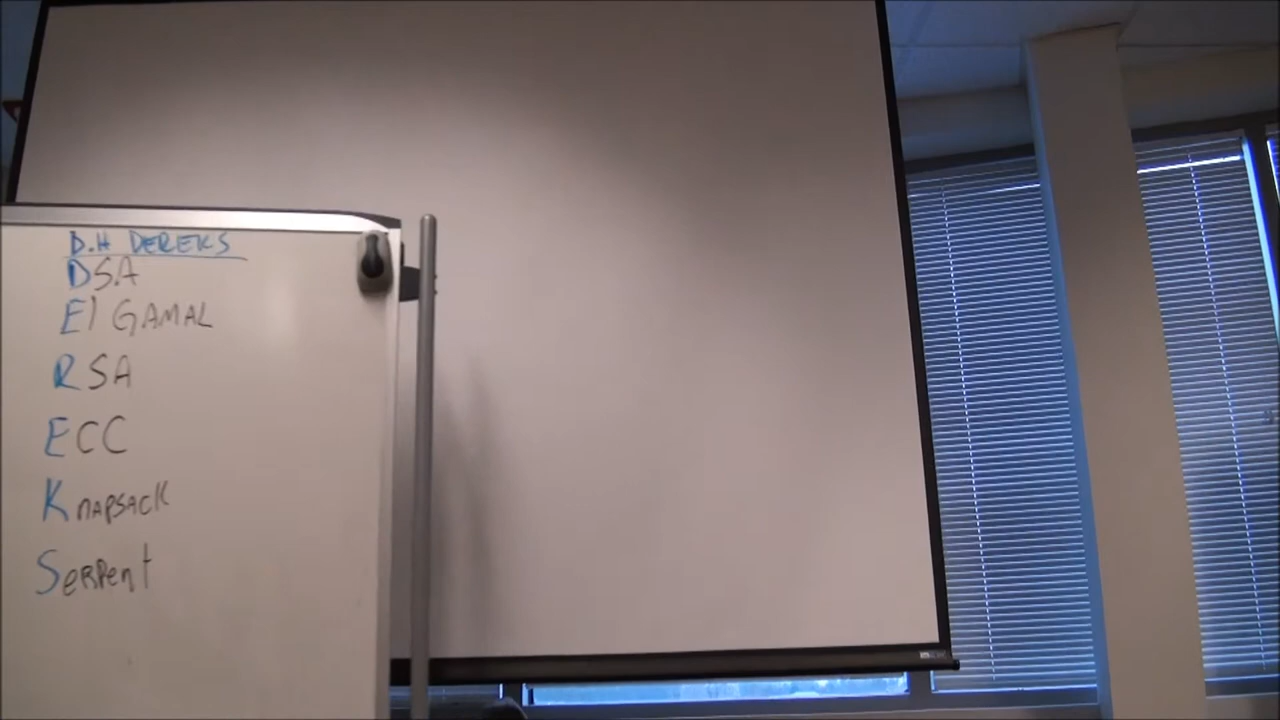 D.H DEREKS
DSA
El GAMAL
RSA
ECC
KNAPSACK
SERPENT